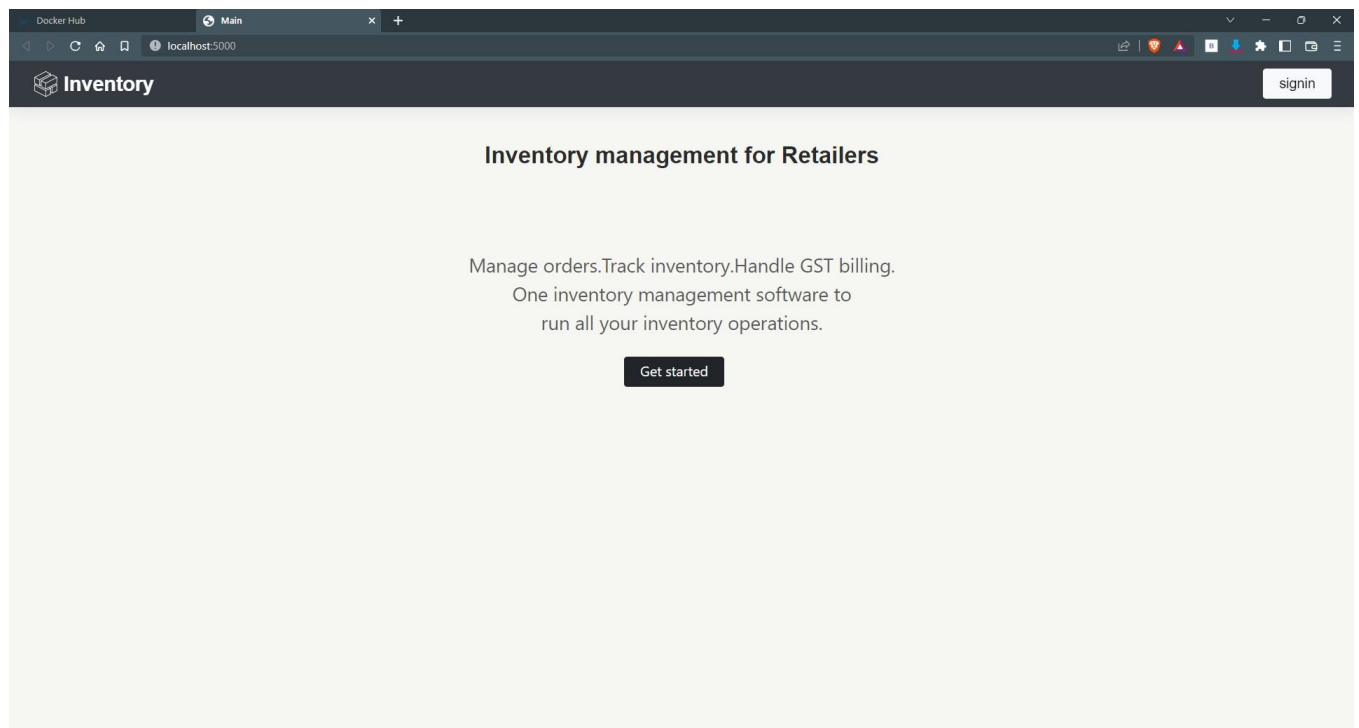 Docker Hub
Main
localhost:5000
Inventory
signin
Inventory management for Retailers
Manage orders.Track inventory.Handle GST billing.
One inventory management software to
run all your inventory operations.
Get started